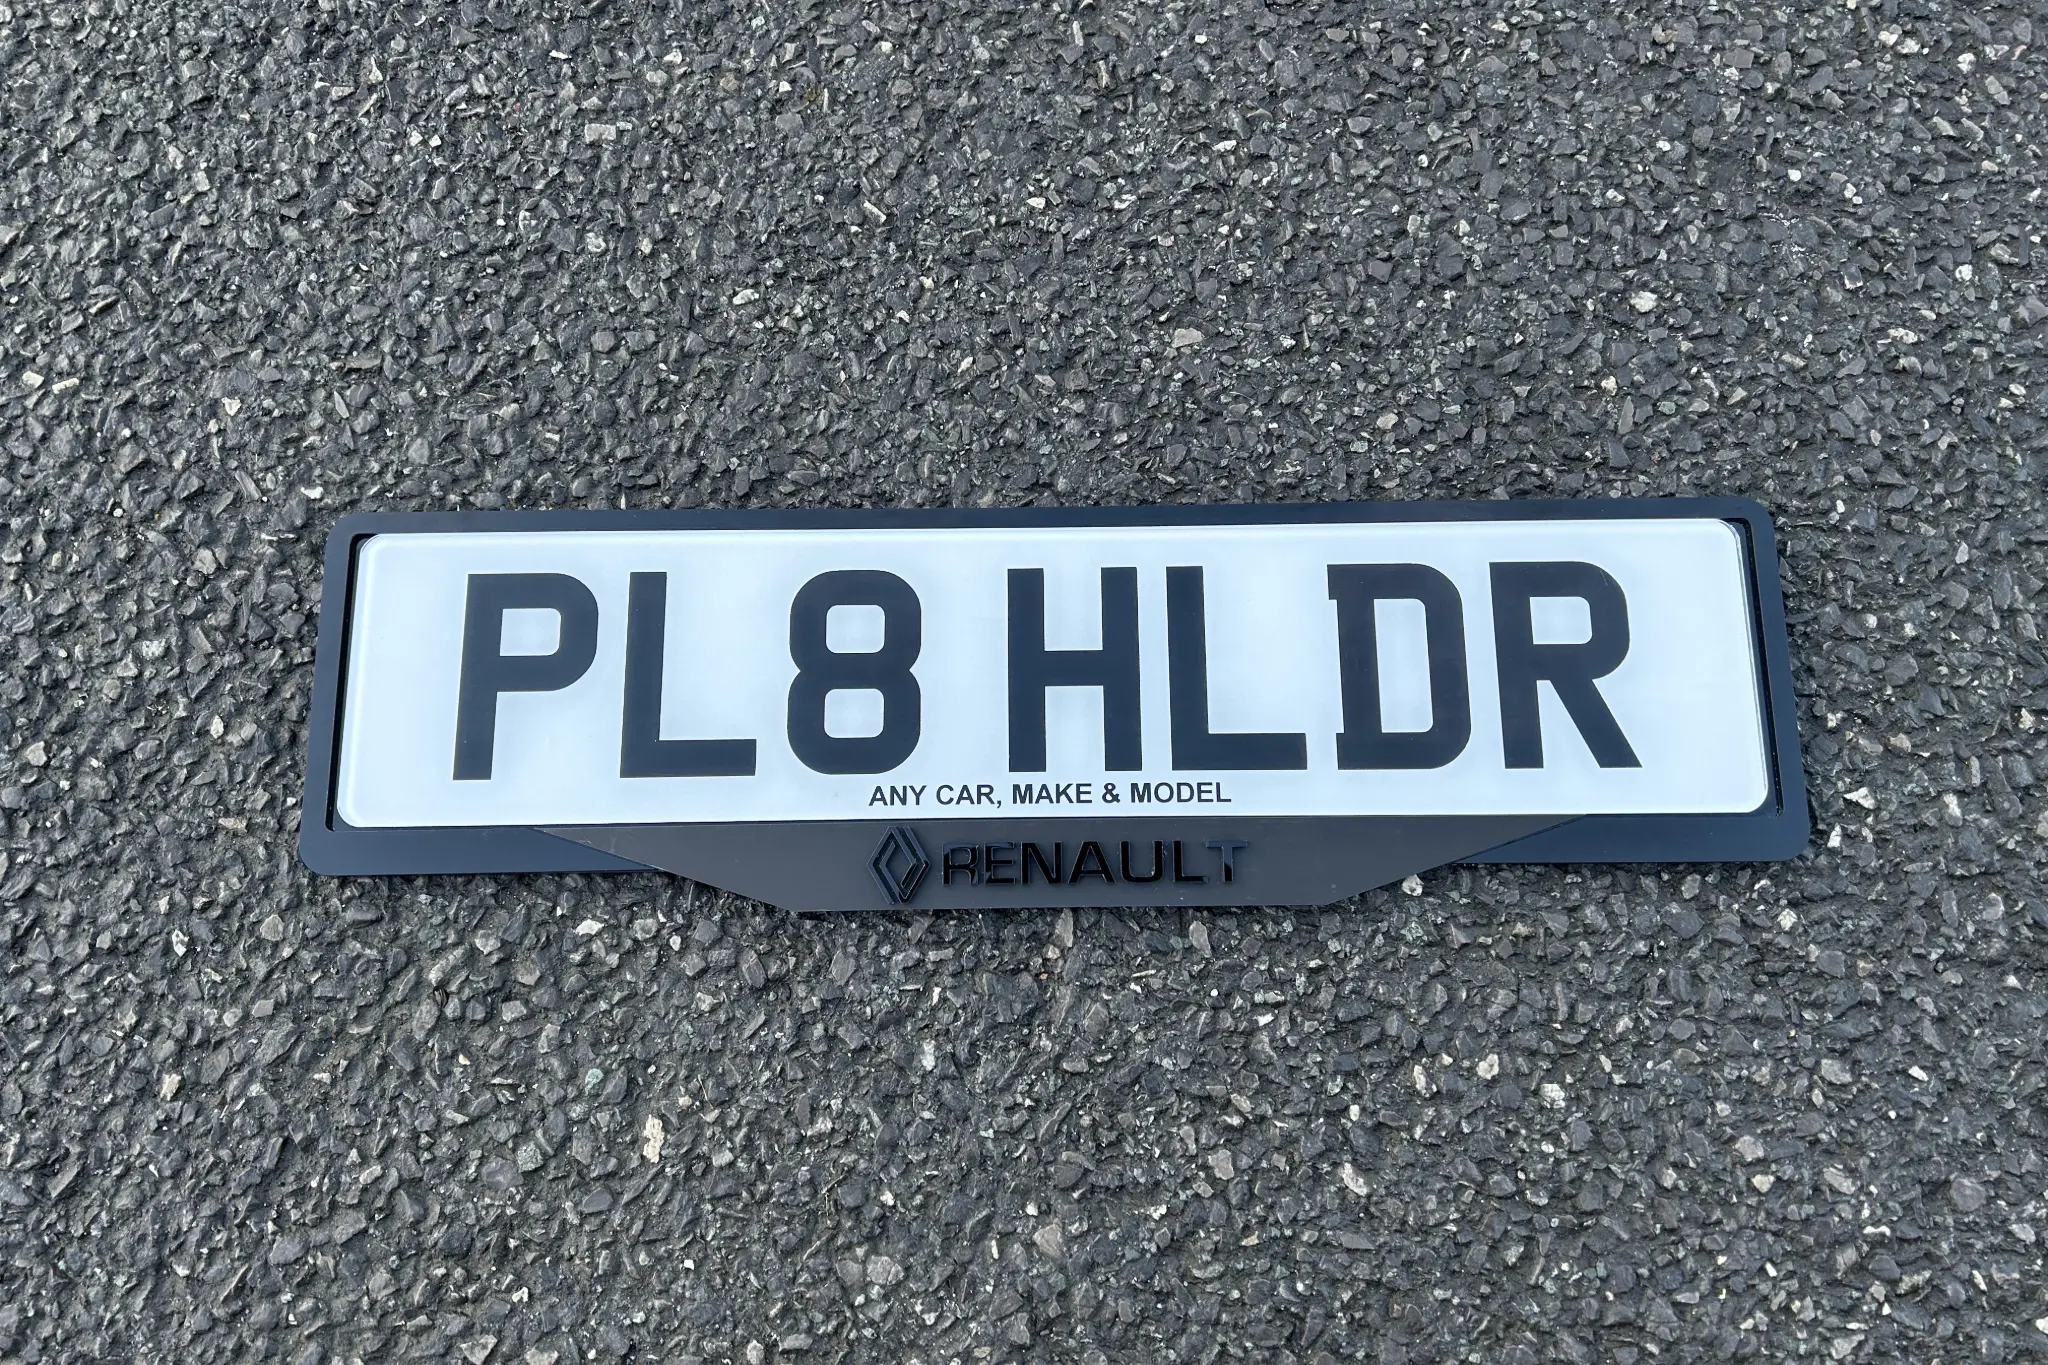 PL8 HLDR
ANY CAR, MAKE & MODEL
RENAULT